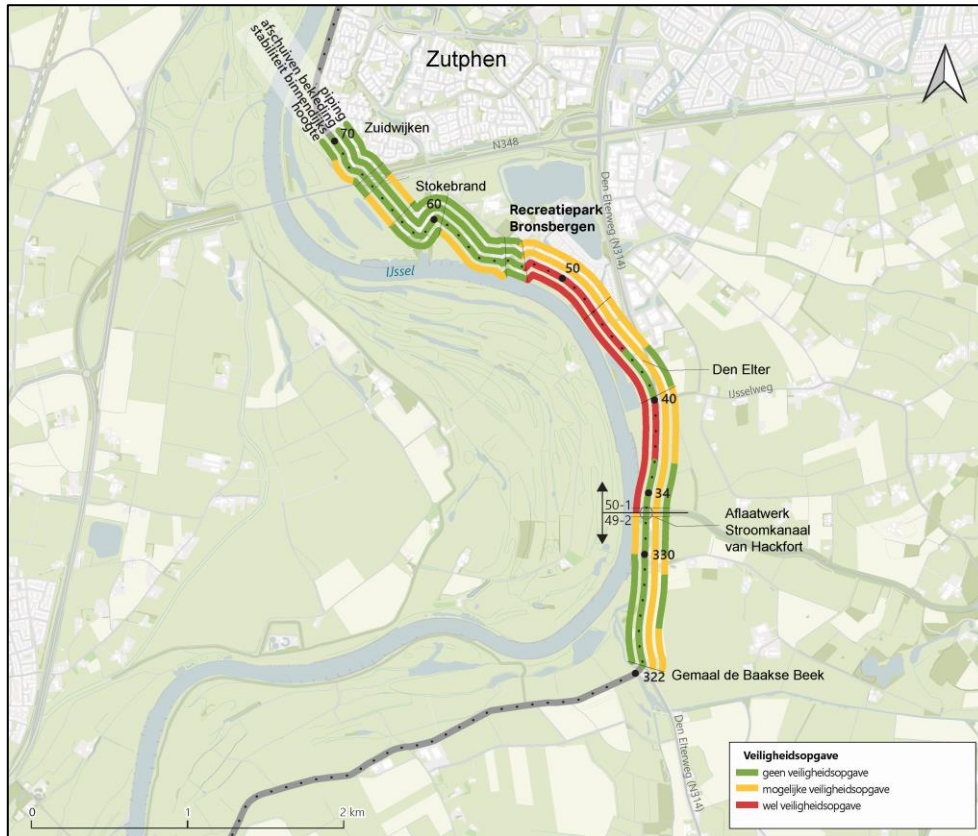 Zutphen
piping
afschuiven bekleding
stabiliteit binnendijks
hoogte
70
Zuidwijken
N348
Den Elterweg (N314)
Stokebrand
60
Recreatiepark
Bronsbergen
IJssel
50
Den Elter
IJsselweg
40
34
50-1
49-2
Aflaatwerk
Stroomkanaal
van Hackfort
330
322
Gemaal de Baakse Beek
Den Elterweg (N314)
Veiligheidsopgave
geen veiligheidsopgave
mogelijke veiligheidsopgave
wel veiligheidsopgave
0 1 2 km